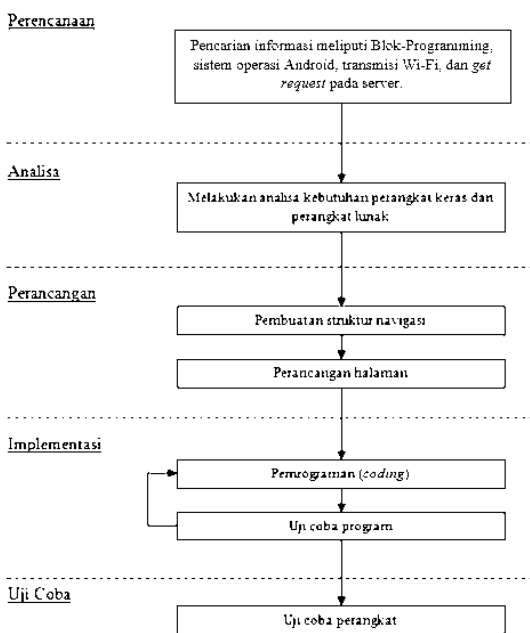 Perencanaan
Pencarian informasi meliputi Blok-Programming,
sistem operasi Android, transmisi Wi-Fi, dan get
request pada server.
Analisa
Melakukan analisa kebutuhan perangkat keras dan
perangkat lunak
Perancangan
Pembuatan struktur navigasi
Perancangan halaman
Implementasi
Pemrograman (coding)
Uji coba program
Uji Coba
Uji coba perangkat